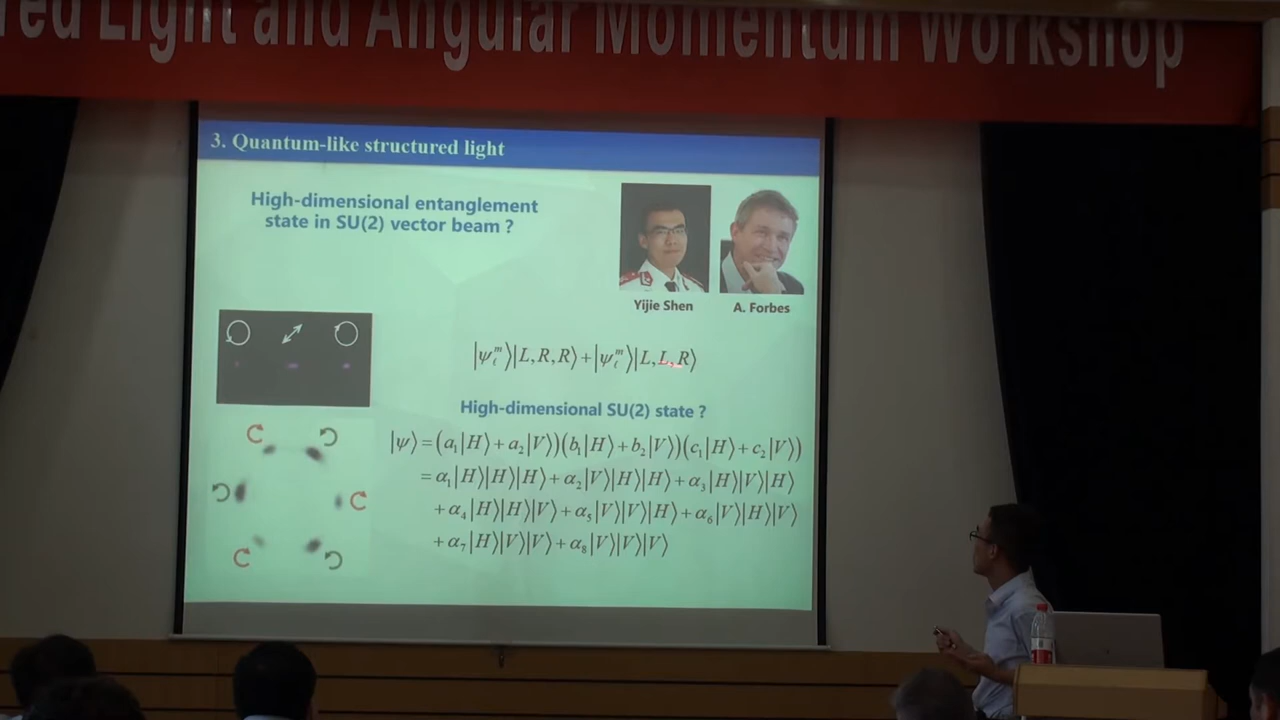 red Light and Angular Momentum Workshop
3. Quantum-like structured light
High-dimensional entanglement
state in SU(2) vector beam ?
Yijie Shen
A. Forbes
|ψ_ℓ^m⟩|L,R,R⟩+|ψ_ℓ^m⟩|L,L,R⟩
High-dimensional SU(2) state ?
|ψ⟩=(a₁|H⟩+a₂|V⟩)(b₁|H⟩+b₂|V⟩)(c₁|H⟩+c₂|V⟩)
=α₁|H⟩|H⟩|H⟩+α₂|V⟩|H⟩|H⟩+α₃|H⟩|V⟩|H⟩
+α₄|H⟩|H⟩|V⟩+α₅|V⟩|V⟩|H⟩+α₆|V⟩|H⟩|V⟩
+α₇|H⟩|V⟩|V⟩+α₈|V⟩|V⟩|V⟩